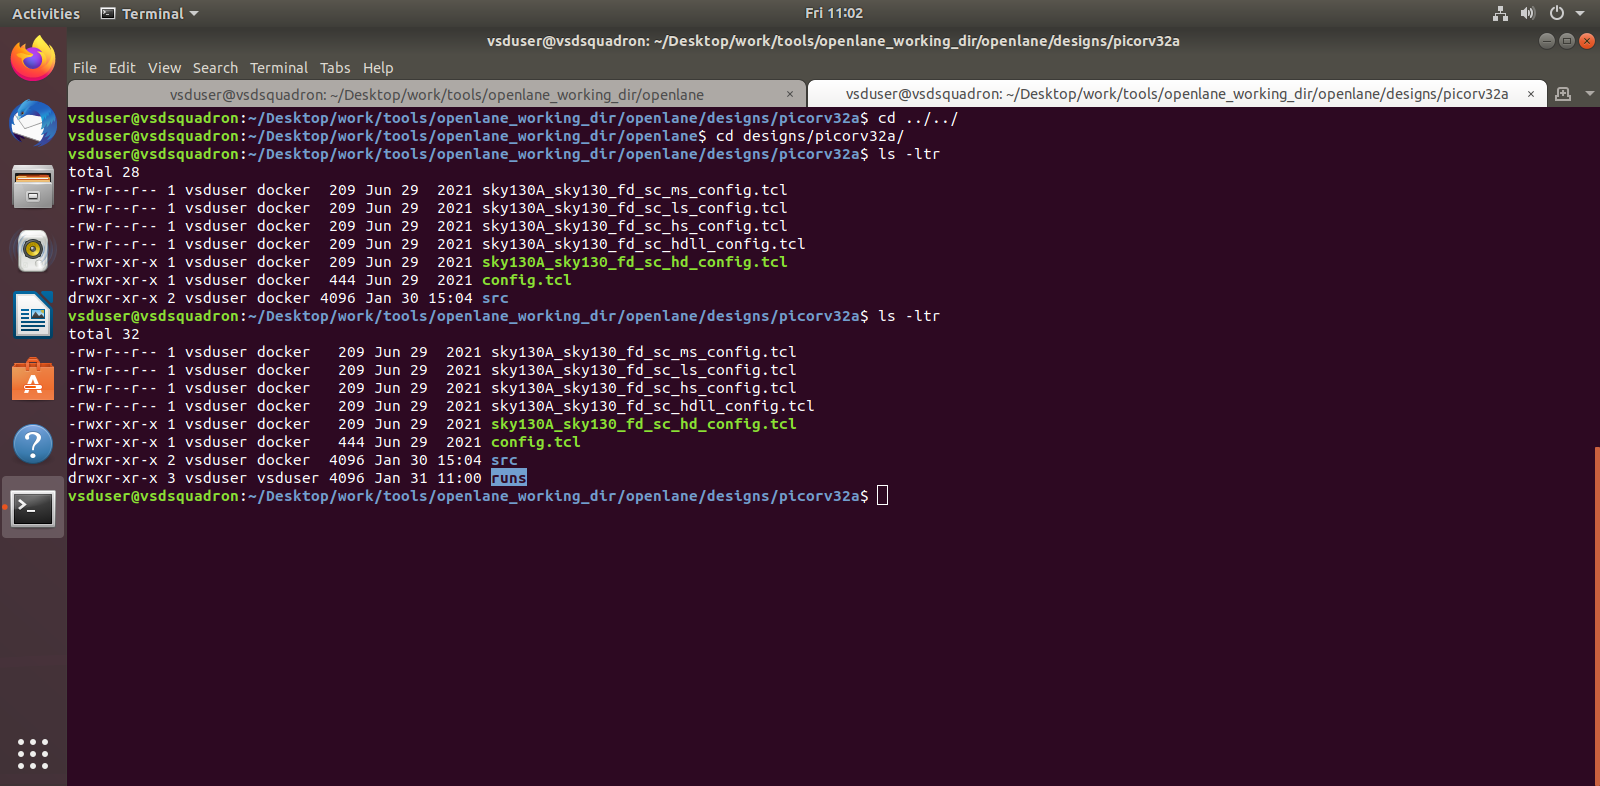 Activities Terminal Fri 11:02
vsduser@vsdsquadron: ~/Desktop/work/tools/openlane_working_dir/openlane/designs/picorv32a
File Edit View Search Terminal Tabs Help
vsduser@vsdsquadron: ~/Desktop/work/tools/openlane_working_dir/openlane × vsduser@vsdsquadron: ~/Desktop/work/tools/openlane_working_dir/openlane/designs/picorv32a ×
vsduser@vsdsquadron:~/Desktop/work/tools/openlane_working_dir/openlane/designs/picorv32a$ cd ../../
vsduser@vsdsquadron:~/Desktop/work/tools/openlane_working_dir/openlane$ cd designs/picorv32a/
vsduser@vsdsquadron:~/Desktop/work/tools/openlane_working_dir/openlane/designs/picorv32a$ ls -ltr
total 28
-rw-r--r-- 1 vsduser docker  209 Jun 29  2021 sky130A_sky130_fd_sc_ms_config.tcl
-rw-r--r-- 1 vsduser docker  209 Jun 29  2021 sky130A_sky130_fd_sc_ls_config.tcl
-rw-r--r-- 1 vsduser docker  209 Jun 29  2021 sky130A_sky130_fd_sc_hs_config.tcl
-rw-r--r-- 1 vsduser docker  209 Jun 29  2021 sky130A_sky130_fd_sc_hdll_config.tcl
-rwxr-xr-x 1 vsduser docker  209 Jun 29  2021 sky130A_sky130_fd_sc_hd_config.tcl
-rwxr-xr-x 1 vsduser docker  444 Jun 29  2021 config.tcl
drwxr-xr-x 2 vsduser docker 4096 Jan 30 15:04 src
vsduser@vsdsquadron:~/Desktop/work/tools/openlane_working_dir/openlane/designs/picorv32a$ ls -ltr
total 32
-rw-r--r-- 1 vsduser docker   209 Jun 29  2021 sky130A_sky130_fd_sc_ms_config.tcl
-rw-r--r-- 1 vsduser docker   209 Jun 29  2021 sky130A_sky130_fd_sc_ls_config.tcl
-rw-r--r-- 1 vsduser docker   209 Jun 29  2021 sky130A_sky130_fd_sc_hs_config.tcl
-rw-r--r-- 1 vsduser docker   209 Jun 29  2021 sky130A_sky130_fd_sc_hdll_config.tcl
-rwxr-xr-x 1 vsduser docker   209 Jun 29  2021 sky130A_sky130_fd_sc_hd_config.tcl
-rwxr-xr-x 1 vsduser docker   444 Jun 29  2021 config.tcl
drwxr-xr-x 2 vsduser docker  4096 Jan 30 15:04 src
drwxr-xr-x 3 vsduser vsduser 4096 Jan 31 11:00 runs
vsduser@vsdsquadron:~/Desktop/work/tools/openlane_working_dir/openlane/designs/picorv32a$